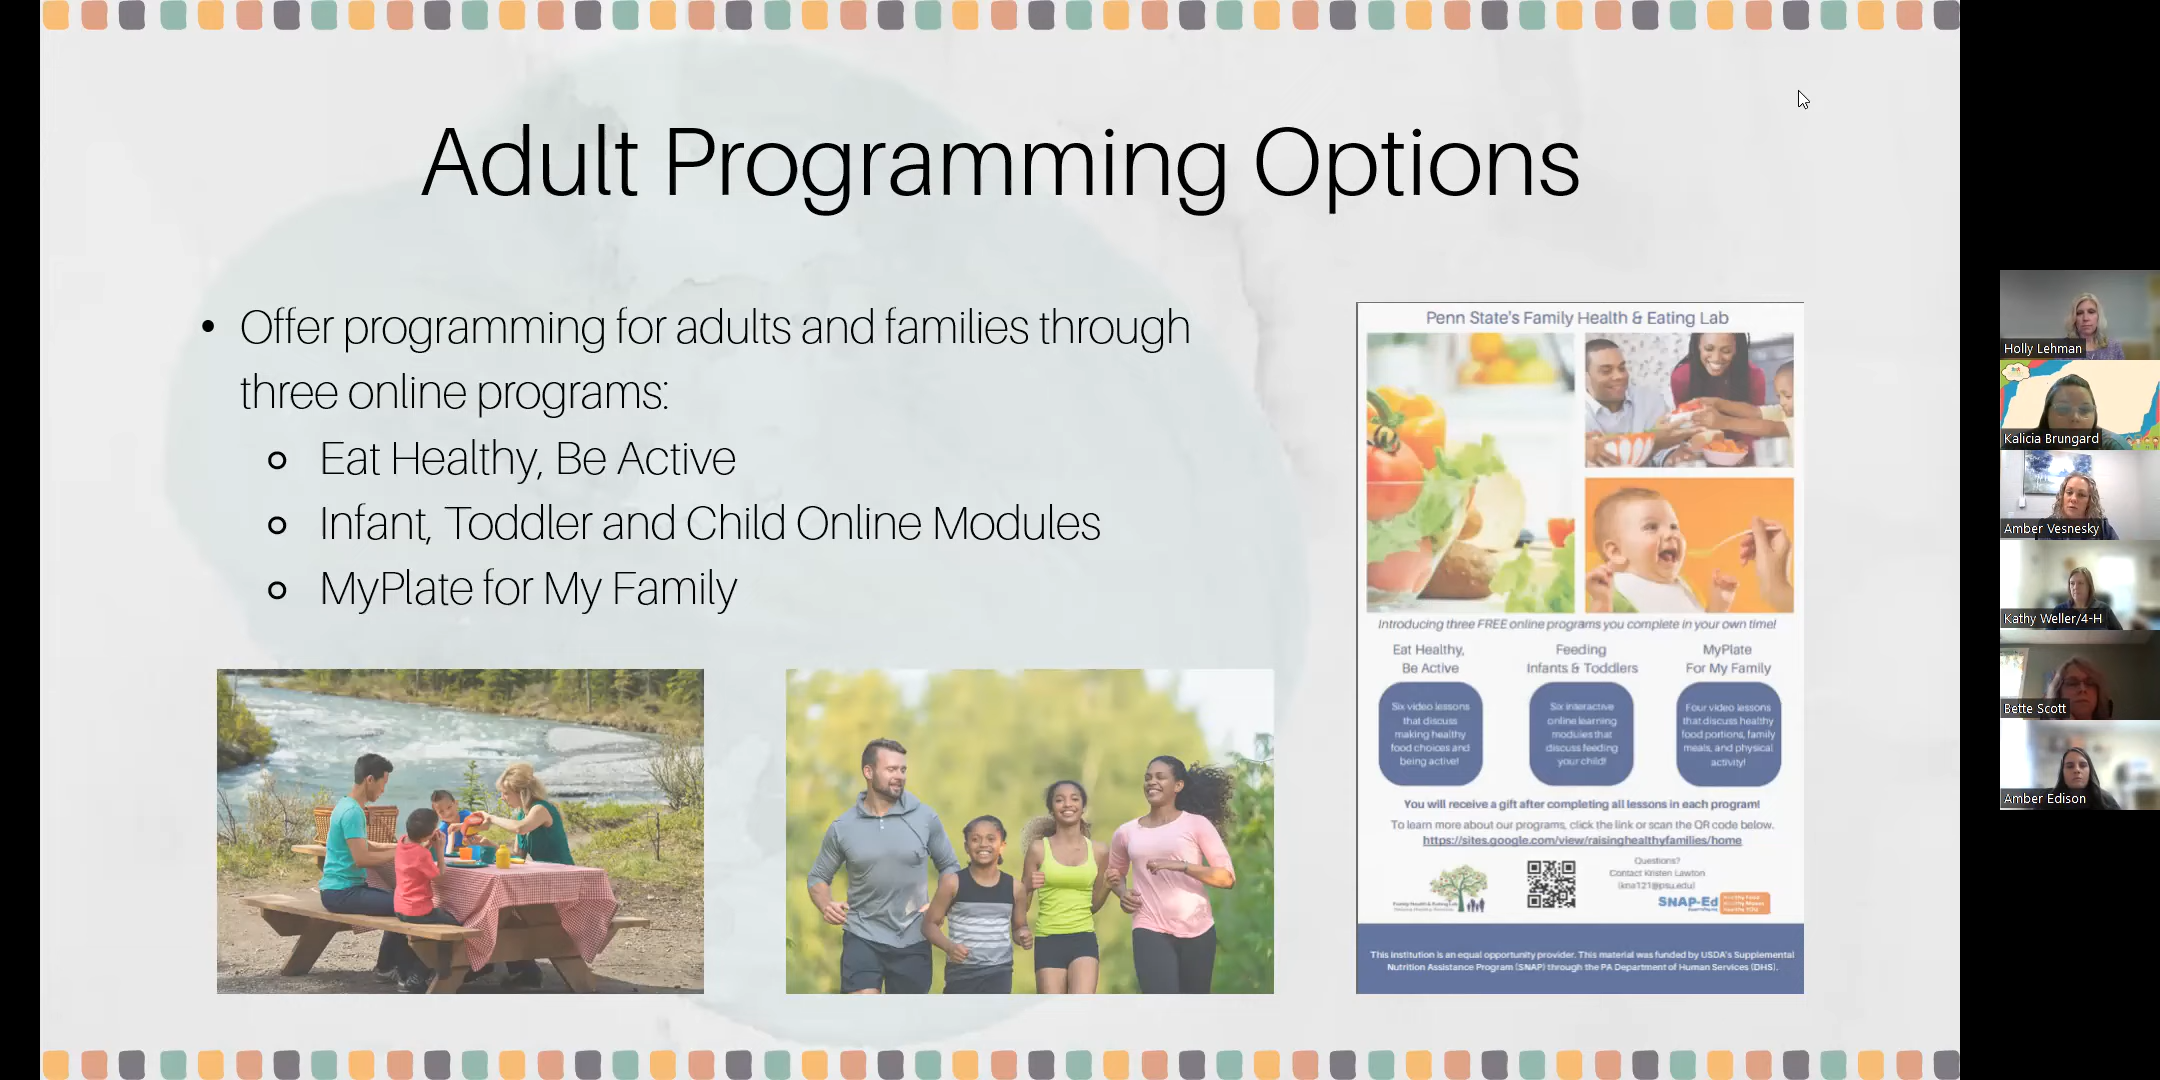 Adult Programming Options
• Offer programming for adults and families through
three online programs:
Eat Healthy, Be Active
Infant, Toddler and Child Online Modules
MyPlate for My Family
Penn State's Family Health & Eating Lab
Introducing three FREE online programs you complete in your own time!
Eat Healthy,
Be Active
Six video lessons
that discuss
making healthy
food choices and
being active!
Feeding
Infants & Toddlers
Six interactive
online learning
modules that
discuss feeding
your child!
MyPlate
For My Family
Four video lessons
that discuss healthy
food portions, family
meals, and physical
activity!
You will receive a gift after completing all lessons in each program!
To learn more about our programs, click the link or scan the QR code below.
https://sites.google.com/view/raisinghealthyfamilies/home
Questions?
Contact Kristen Lawton
(kna121@psu.edu)
Family Health & Eating Lab
SNAP-Ed
This institution is an equal opportunity provider. This material was funded by USDA's Supplemental
Nutrition Assistance Program (SNAP) through the PA Department of Human Services (DHS).
Holly Lehman
Kalicia Brungard
Amber Vesnesky
Kathy Weller/4-H
Bette Scott
Amber Edison